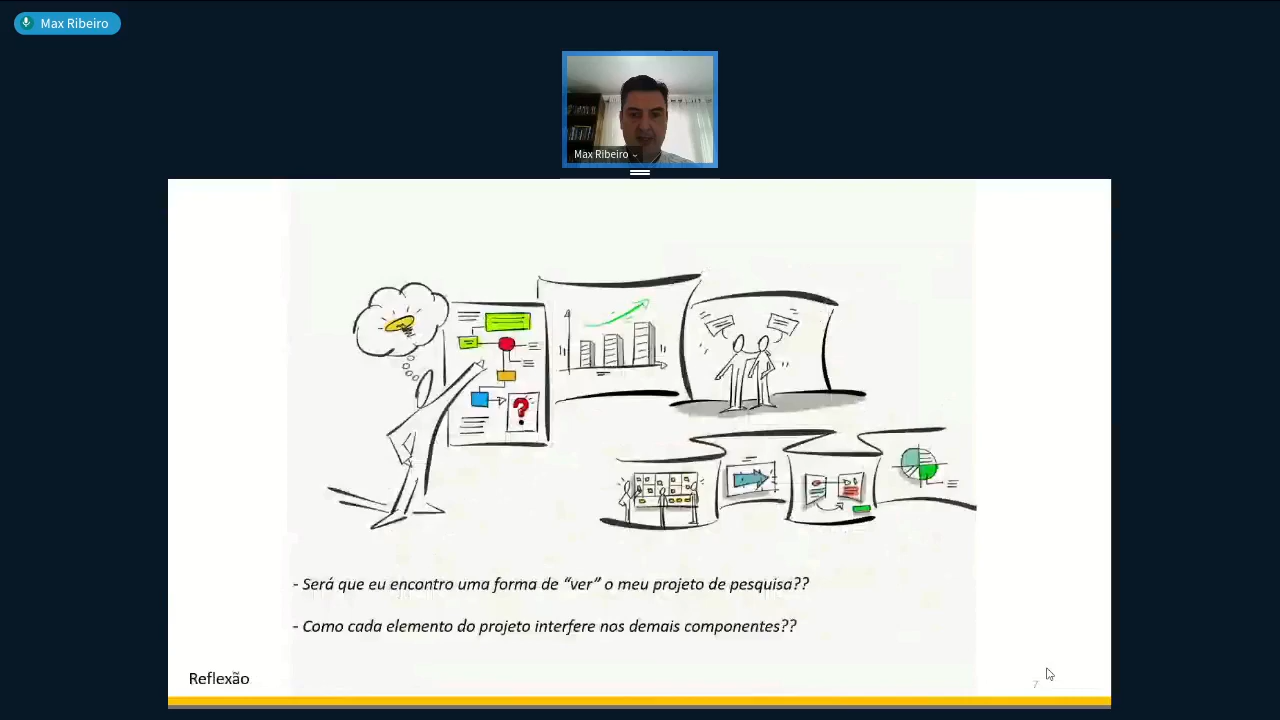 Max Ribeiro
Max Ribeiro
?
- Será que eu encontro uma forma de “ver” o meu projeto de pesquisa??
- Como cada elemento do projeto interfere nos demais componentes??
Reflexão
7